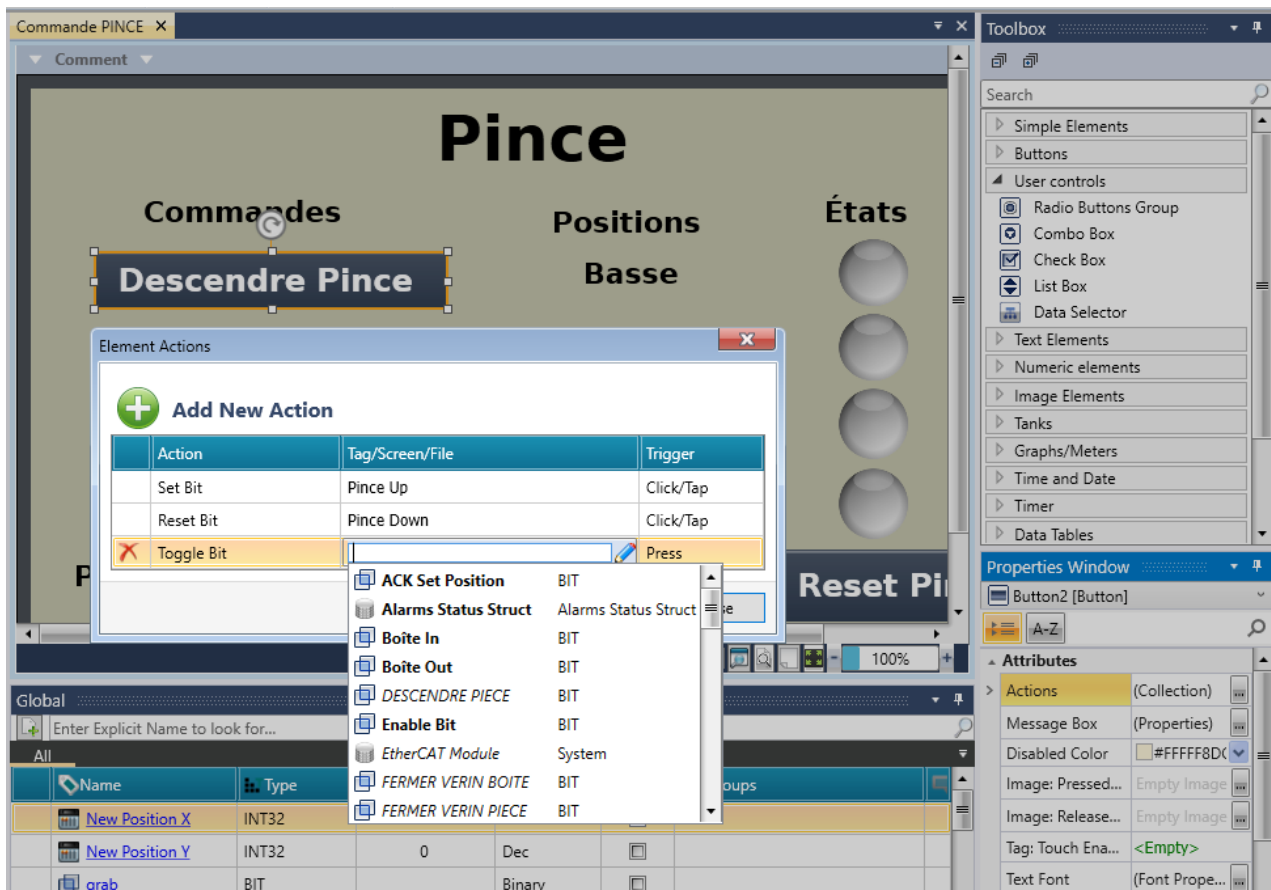 Commande PINCE
Toolbox
Comment
Search
Pince
Simple Elements
Buttons
User controls
Commandes
Positions
États
Radio Buttons Group
Combo Box
Descendre Pince
Basse
Check Box
List Box
Data Selector
Element Actions
Text Elements
Numeric elements
Add New Action
Image Elements
Tanks
Action Tag/Screen/File Trigger
Graphs/Meters
Set Bit Pince Up Click/Tap
Time and Date
Timer
Reset Bit Pince Down Click/Tap
Data Tables
Toggle Bit Press
Properties Window
ACK Set Position BIT
Reset
Button2 [Button]
Alarms Status Struct Alarms Status Struct
A-Z
Boîte In BIT
Boîte Out BIT
100%
Attributes
DESCENDRE PIECE BIT
Global
Actions (Collection)
Enter Explicit Name to look for...
Enable Bit BIT
Message Box (Properties)
All
EtherCAT Module System
Disabled Color
Name Type
FERMER VERIN BOITE BIT
Image: Pressed... Empty Image
New Position X INT32
FERMER VERIN PIECE BIT
Image: Release... Empty Image
New Position Y INT32 0 Dec
Tag: Touch Ena... <Empty>
grab BIT Binary
Text Font (Font Prope...